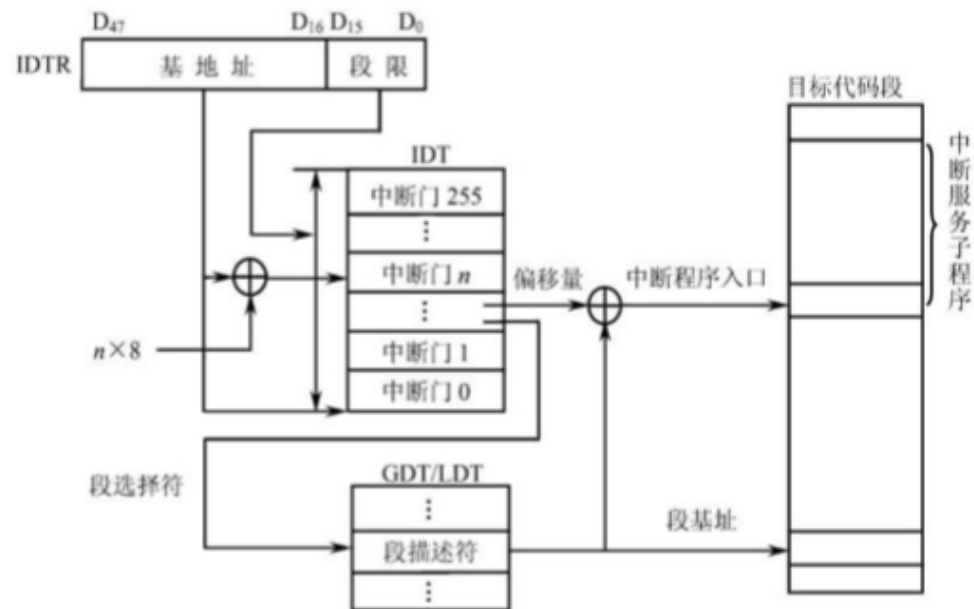 D47 D16 D15 D0
IDTR 基地址 段限
目标代码段
IDT
中断门 255
⋮
中断门 n
偏移量
中断程序入口
⋮
n×8
中断门 1
中断门 0
中断服务子程序
段选择符
GDT/LDT
⋮
段描述符
段基址
⋮